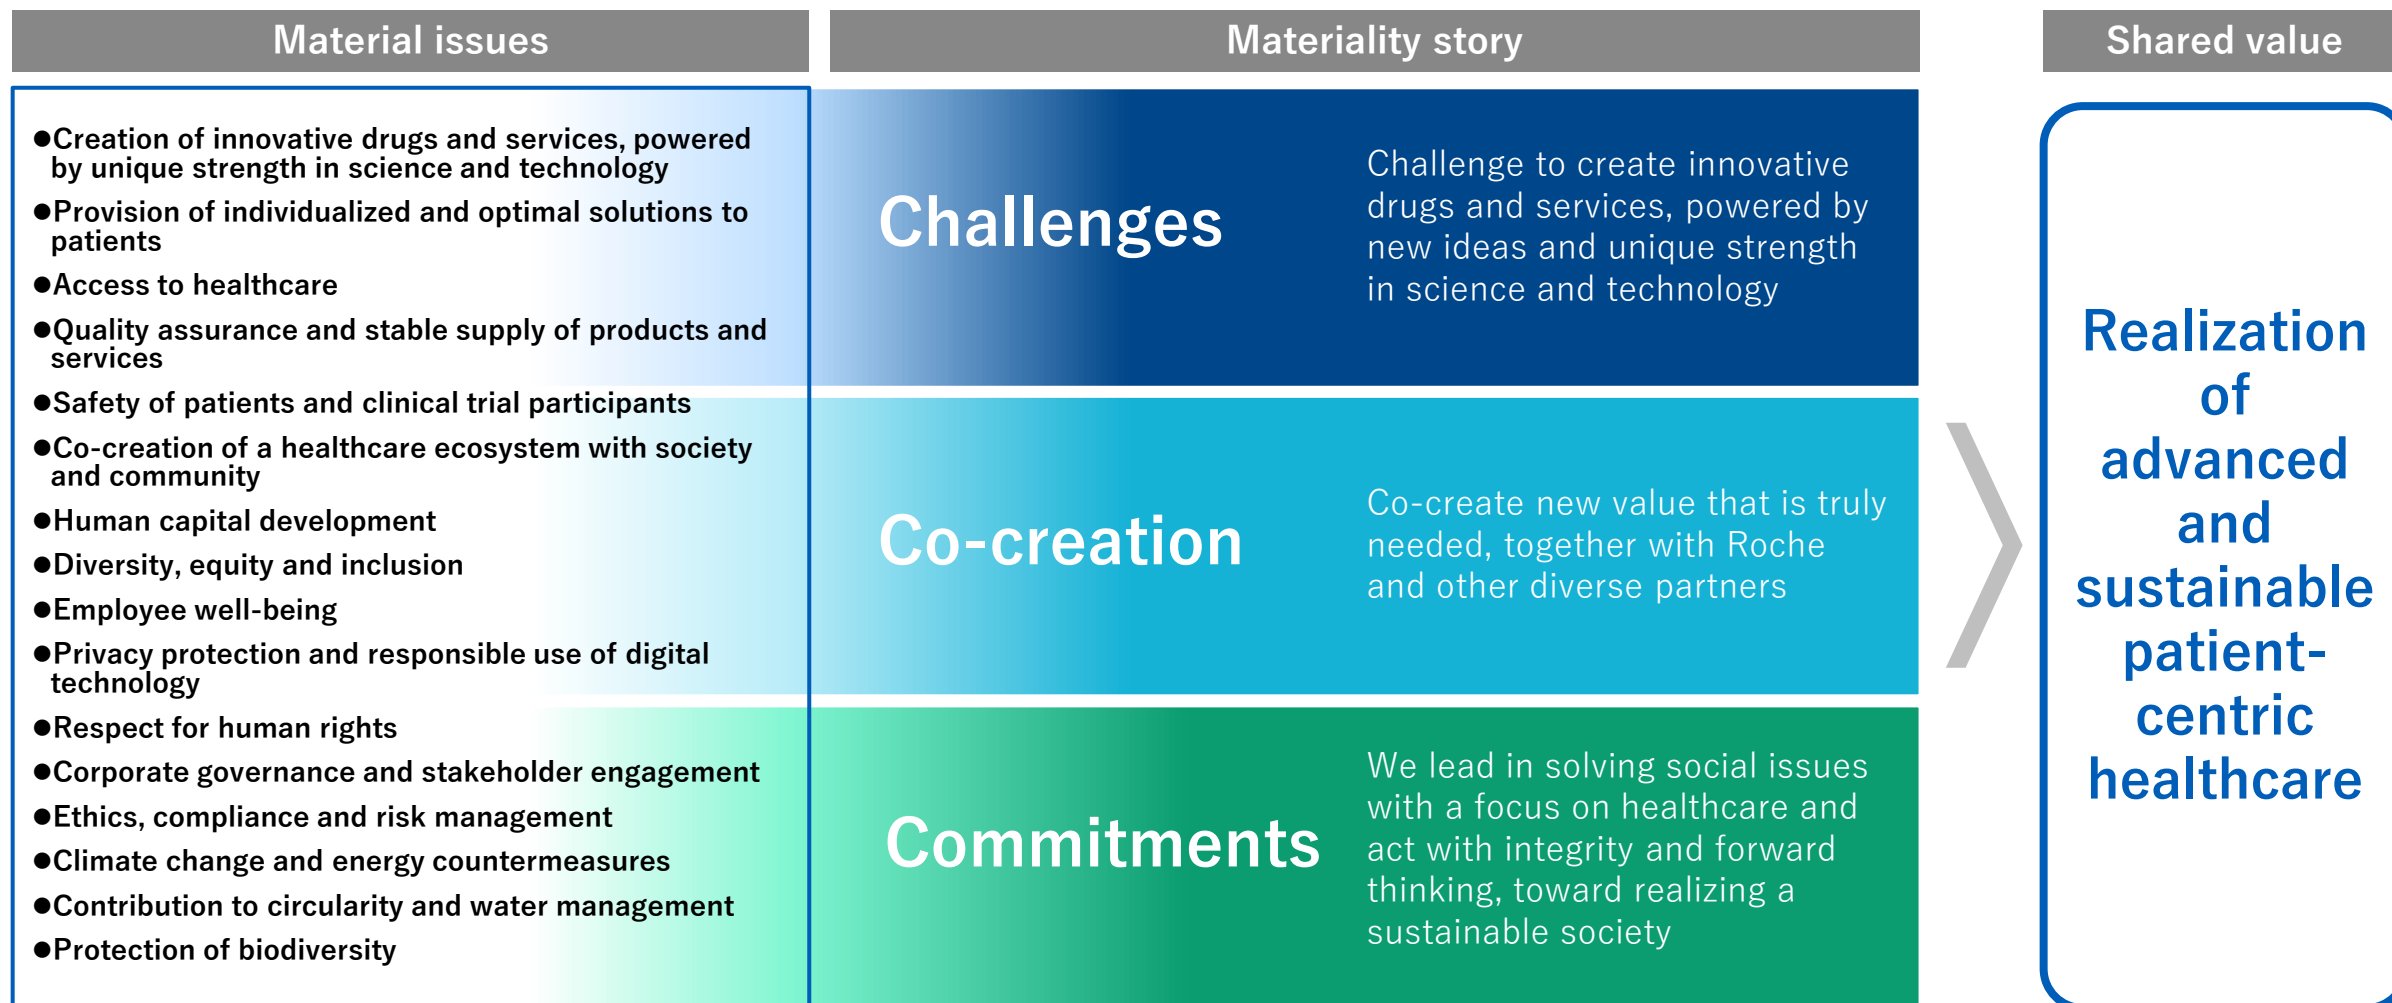 Material issues
Materiality story
Shared value
●Creation of innovative drugs and services, powered
by unique strength in science and technology
●Provision of individualized and optimal solutions to
patients
●Access to healthcare
●Quality assurance and stable supply of products and
services
●Safety of patients and clinical trial participants
●Co-creation of a healthcare ecosystem with society
and community
●Human capital development
●Diversity, equity and inclusion
●Employee well-being
●Privacy protection and responsible use of digital
technology
●Respect for human rights
●Corporate governance and stakeholder engagement
●Ethics, compliance and risk management
●Climate change and energy countermeasures
●Contribution to circularity and water management
●Protection of biodiversity
Challenges
Challenge to create innovative
drugs and services, powered by
new ideas and unique strength
in science and technology
Co-creation
Co-create new value that is truly
needed, together with Roche
and other diverse partners
Commitments
We lead in solving social issues
with a focus on healthcare and
act with integrity and forward
thinking, toward realizing a
sustainable society
Realization
of
advanced
and
sustainable
patient-
centric
healthcare